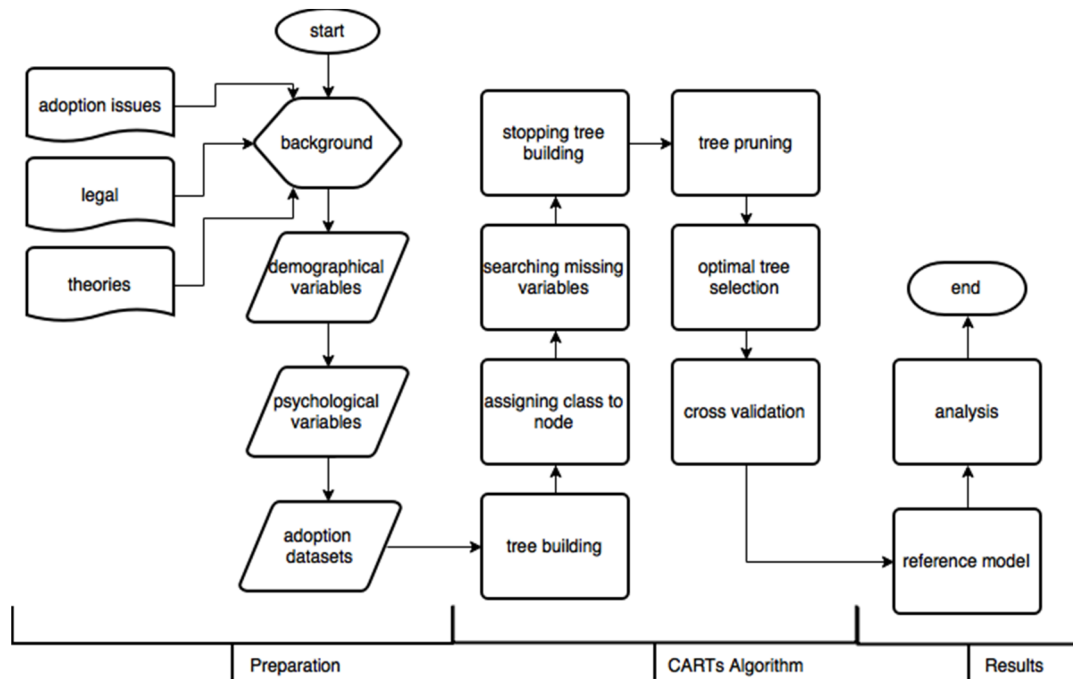 start
adoption issues
legal
theories
background
demographical
variables
psychological
variables
adoption
datasets
tree building
assigning class to
node
searching missing
variables
stopping tree
building
tree pruning
optimal tree
selection
cross validation
reference model
analysis
end
Preparation
CARTs Algorithm
Results